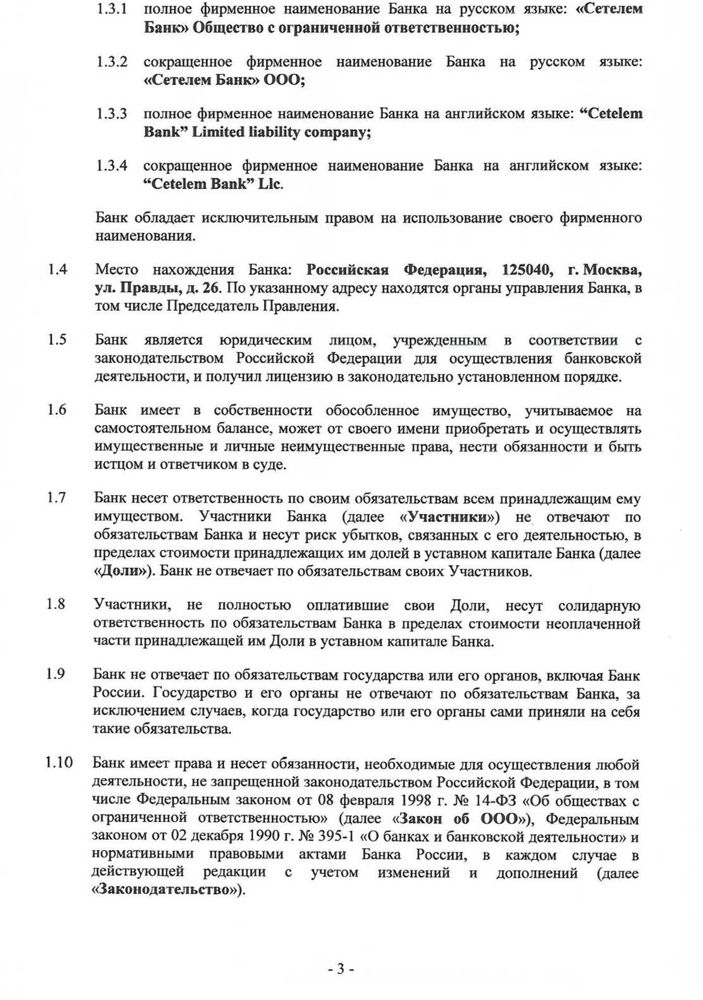 1.3.1 полное фирменное наименование Банка на русском языке: «Сетелем
Банк» Общество с ограниченной ответственностью;
1.3.2 сокращенное фирменное наименование Банка на русском языке:
«Сетелем Банк» ООО;
1.3.3 полное фирменное наименование Банка на английском языке: “Cetelem
Bank” Limited liability company;
1.3.4 сокращенное фирменное наименование Банка на английском языке:
“Cetelem Bank” Llc.
Банк обладает исключительным правом на использование своего фирменного
наименования.
1.4 Место нахождения Банка: Российская Федерация, 125040, г. Москва,
ул. Правды, д. 26. По указанному адресу находятся органы управления Банка, в
том числе Председатель Правления.
1.5 Банк является юридическим лицом, учрежденным в соответствии с
законодательством Российской Федерации для осуществления банковской
деятельности, и получил лицензию в законодательно установленном порядке.
1.6 Банк имеет в собственности обособленное имущество, учитываемое на
самостоятельном балансе, может от своего имени приобретать и осуществлять
имущественные и личные неимущественные права, нести обязанности и быть
истцом и ответчиком в суде.
1.7 Банк несет ответственность по своим обязательствам всем принадлежащим ему
имуществом. Участники Банка (далее «Участники») не отвечают по
обязательствам Банка и несут риск убытков, связанных с его деятельностью, в
пределах стоимости принадлежащих им долей в уставном капитале Банка (далее
«Доли»). Банк не отвечает по обязательствам своих Участников.
1.8 Участники, не полностью оплатившие свои Доли, несут солидарную
ответственность по обязательствам Банка в пределах стоимости неоплаченной
части принадлежащей им Доли в уставном капитале Банка.
1.9 Банк не отвечает по обязательствам государства или его органов, включая Банк
России. Государство и его органы не отвечают по обязательствам Банка, за
исключением случаев, когда государство или его органы сами приняли на себя
такие обязательства.
1.10 Банк имеет права и несет обязанности, необходимые для осуществления любой
деятельности, не запрещенной законодательством Российской Федерации, в том
числе Федеральным законом от 08 февраля 1998 г. № 14-ФЗ «Об обществах с
ограниченной ответственностью» (далее «Закон об ООО»), Федеральным
законом от 02 декабря 1990 г. № 395-1 «О банках и банковской деятельности» и
нормативными правовыми актами Банка России, в каждом случае в
действующей редакции с учетом изменений и дополнений (далее
«Законодательство»).
- 3 -